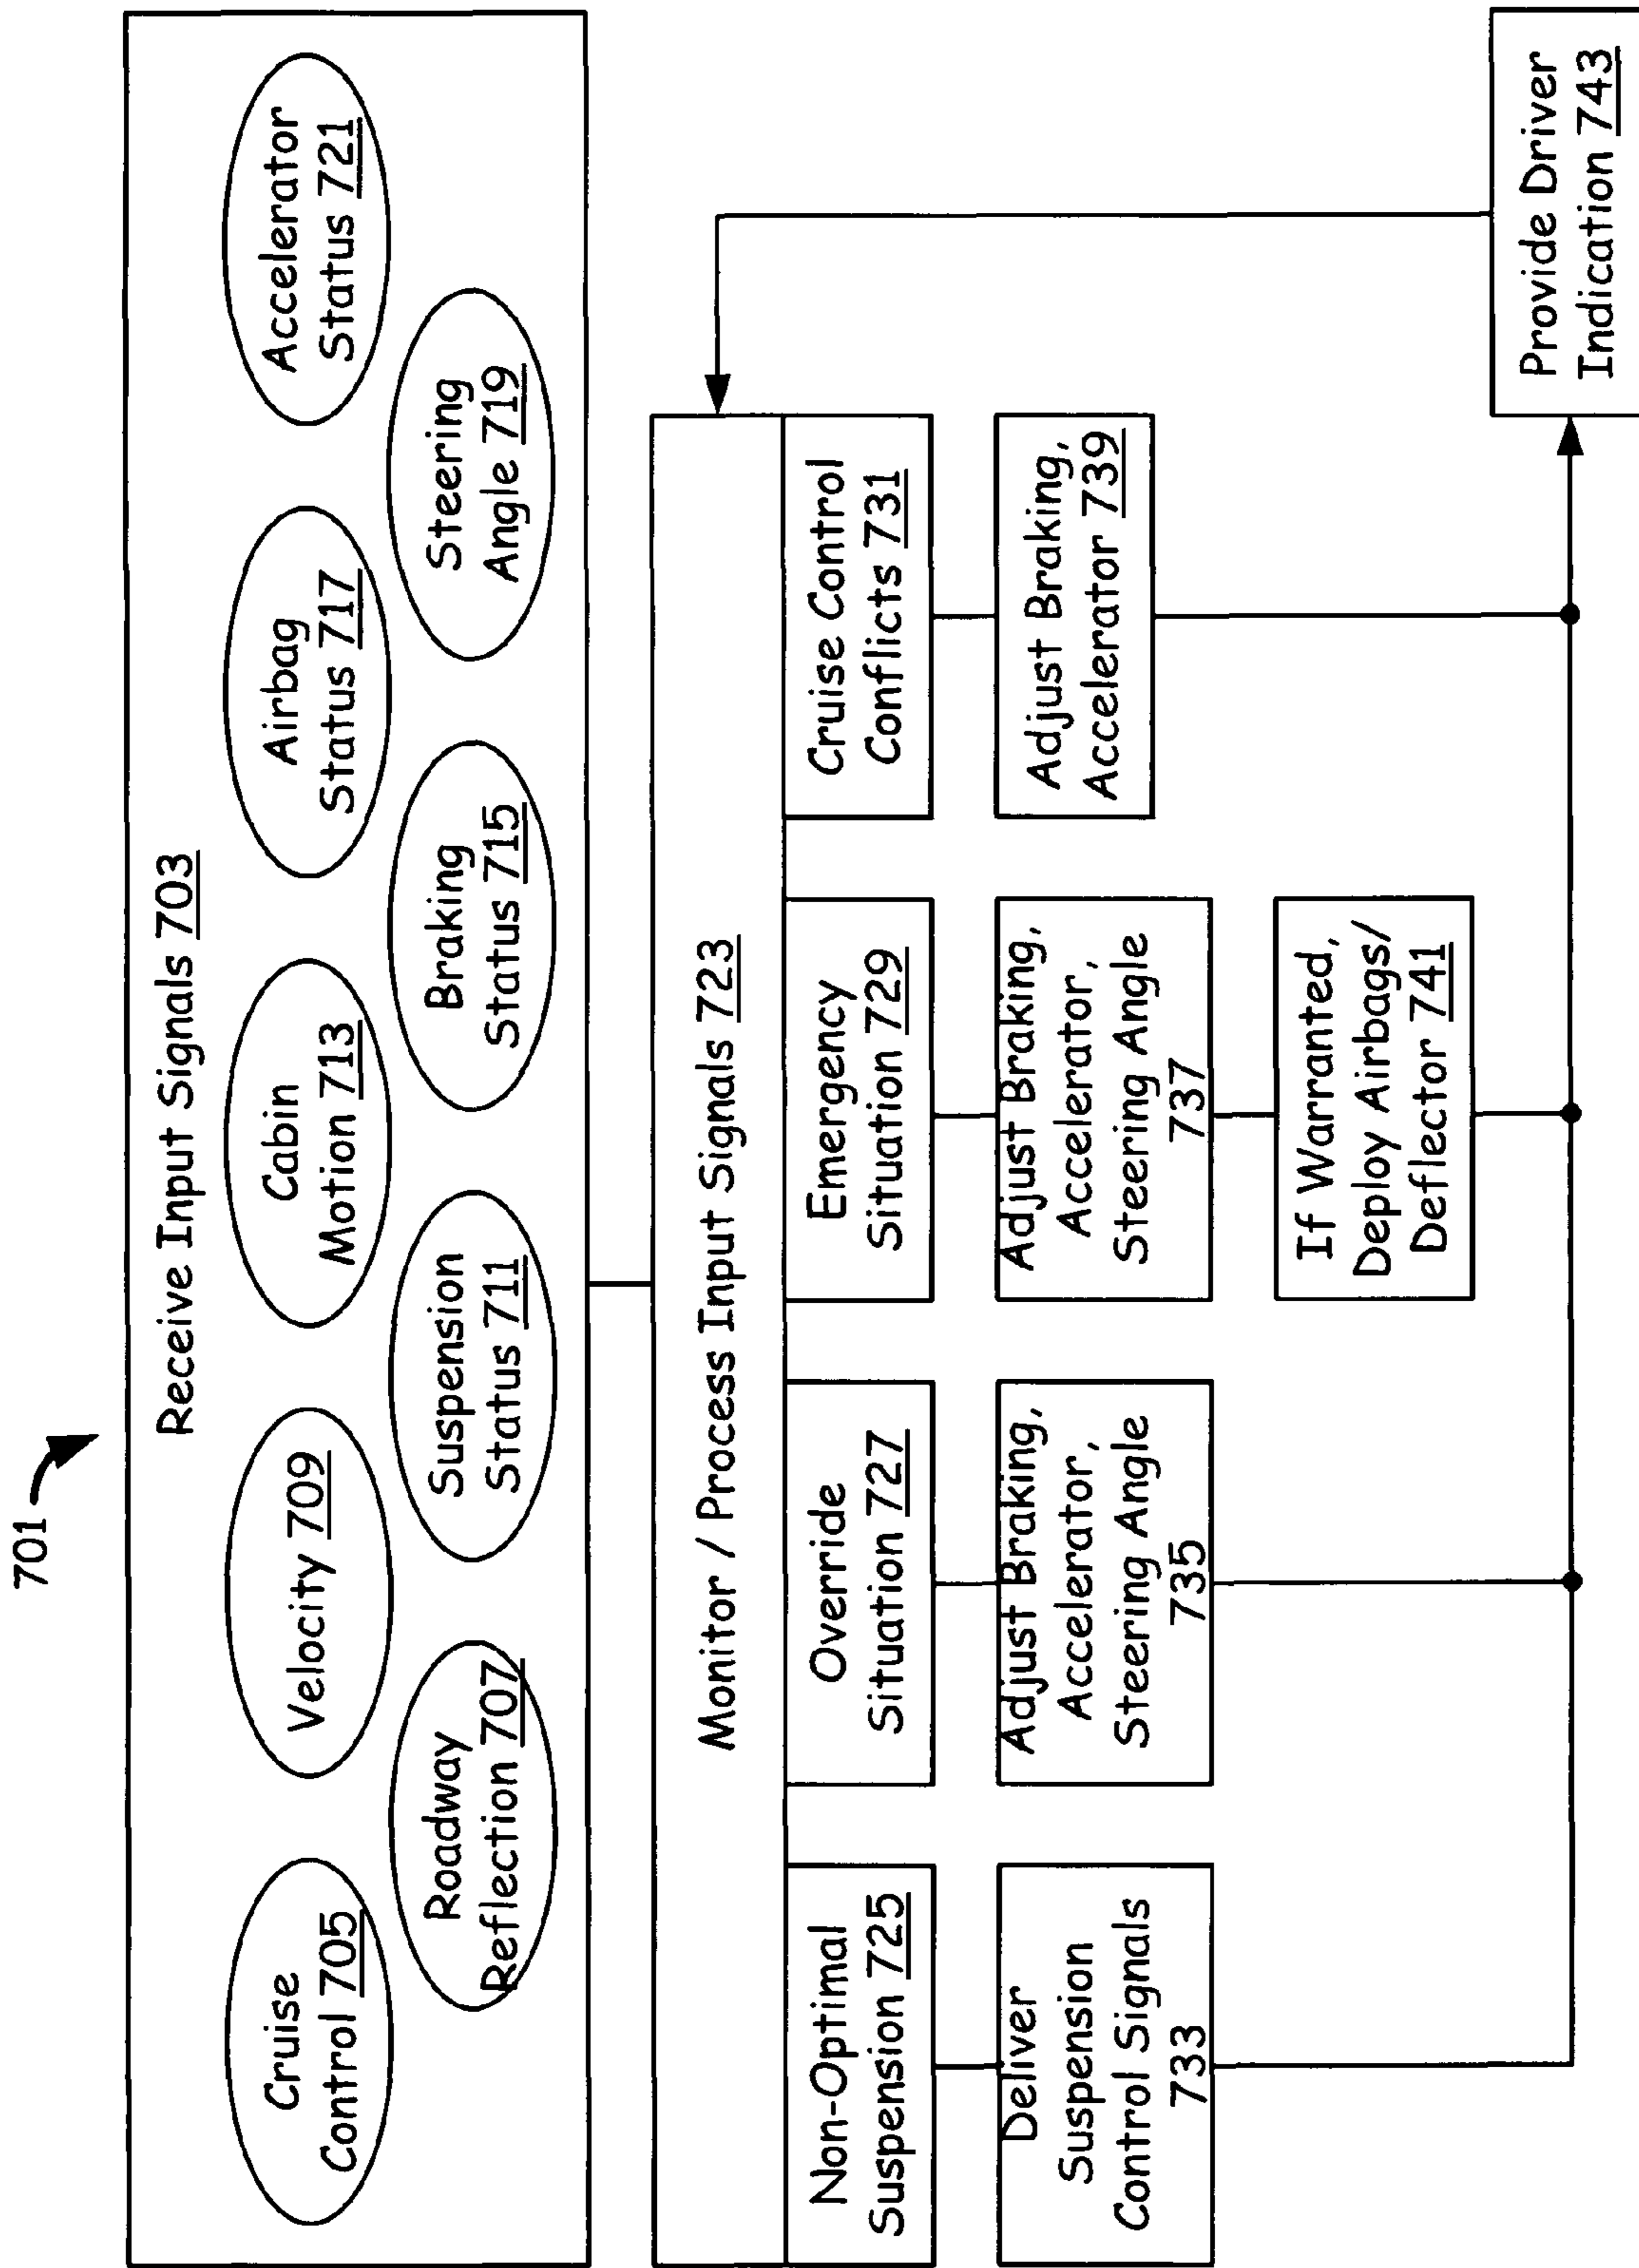 701
Receive Input Signals 703
Cruise
Control 705
Velocity 709
Cabin
Motion 713
Airbag
Status 717
Accelerator
Status 721
Roadway
Reflection 707
Suspension
Status 711
Braking
Status 715
Steering
Angle 719
Monitor / Process Input Signals 723
Non-Optimal
Suspension 725
Override
Situation 727
Emergency
Situation 729
Cruise Control
Conflicts 731
Deliver
Suspension
Control Signals
733
Adjust Braking,
Accelerator,
Steering Angle
735
Adjust Braking,
Accelerator,
Steering Angle
737
Adjust Braking,
Accelerator 739
If Warranted,
Deploy Airbags/
Deflector 741
Provide Driver
Indication 743